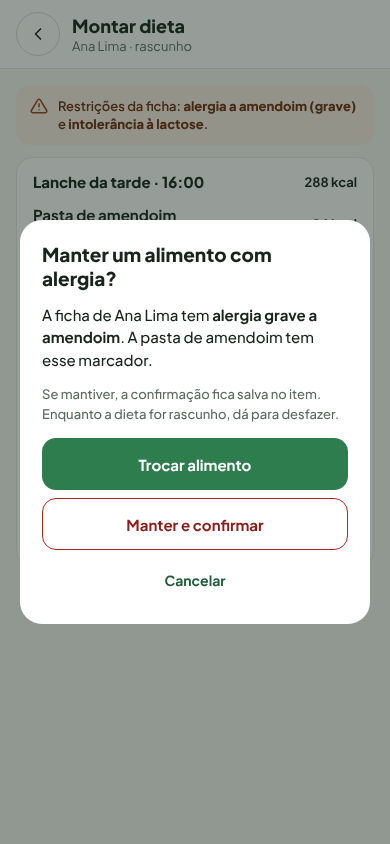 Montar dieta
Ana Lima · rascunho
Restrições da ficha: alergia a amendoim (grave)
e intolerância à lactose.
Lanche da tarde · 16:00
288 kcal
Pasta de amendoim
Manter um alimento com
alergia?
A ficha de Ana Lima tem alergia grave a
amendoim. A pasta de amendoim tem
esse marcador.
Se mantiver, a confirmação fica salva no item.
Enquanto a dieta for rascunho, dá para desfazer.
Trocar alimento
Manter e confirmar
Cancelar